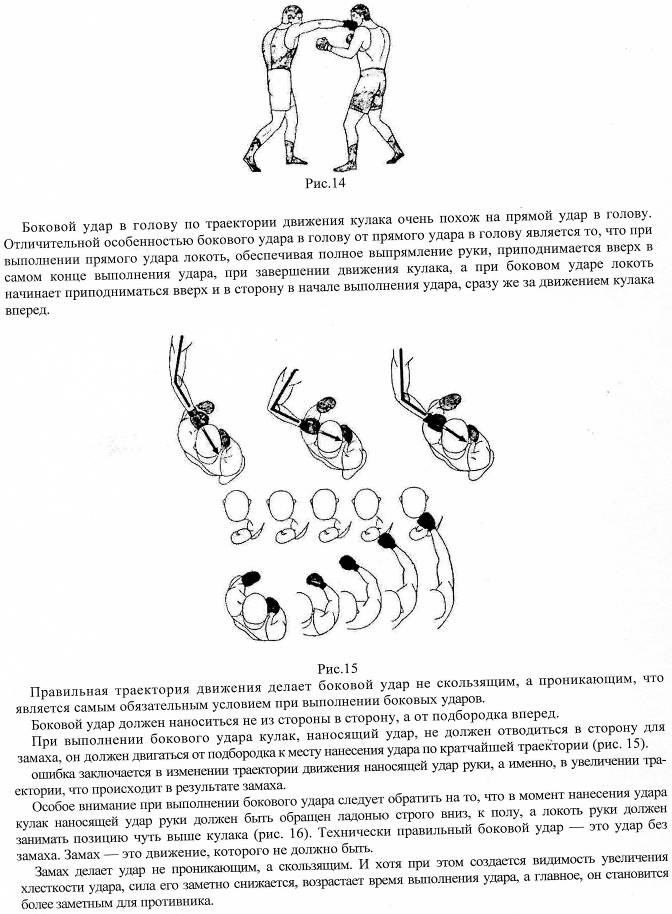 Рис.14
Боковой удар в голову по траектории движения кулака очень похож на прямой удар в голову.
Отличительной особенностью бокового удара в голову от прямого удара в голову является то, что при
выполнении прямого удара локоть, обеспечивая полное выпрямление руки, приподнимается вверх в
самом конце выполнения удара, при завершении движения кулака, а при боковом ударе локоть
начинает приподниматься вверх и в сторону в начале выполнения удара, сразу же за движением кулака
вперед.
Рис.15
Правильная траектория движения делает боковой удар не скользящим, а проникающим, что
является самым обязательным условием при выполнении боковых ударов.
Боковой удар должен наноситься не из стороны в сторону, а от подбородка вперед.
При выполнении бокового удара кулак, наносящий удар, не должен отводиться в сторону для
замаха, он должен двигаться от подбородка к месту нанесения удара по кратчайшей траектории (рис. 15).
ошибка заключается в изменении траектории движения наносящей удар руки, а именно, в увеличении тра-
ектории, что происходит в результате замаха.
Особое внимание при выполнении бокового удара следует обратить на то, что в момент нанесения удара
кулак наносящей удар руки должен быть обращен ладонью строго вниз, к полу, а локоть руки должен
занимать позицию чуть выше кулака (рис. 16). Технически правильный боковой удар — это удар без
замаха. Замах — это движение, которого не должно быть.
Замах делает удар не проникающим, а скользящим. И хотя при этом создается видимость увеличения
хлесткости удара, сила его заметно снижается, возрастает время выполнения удара, а главное, он становится
более заметным для противника.